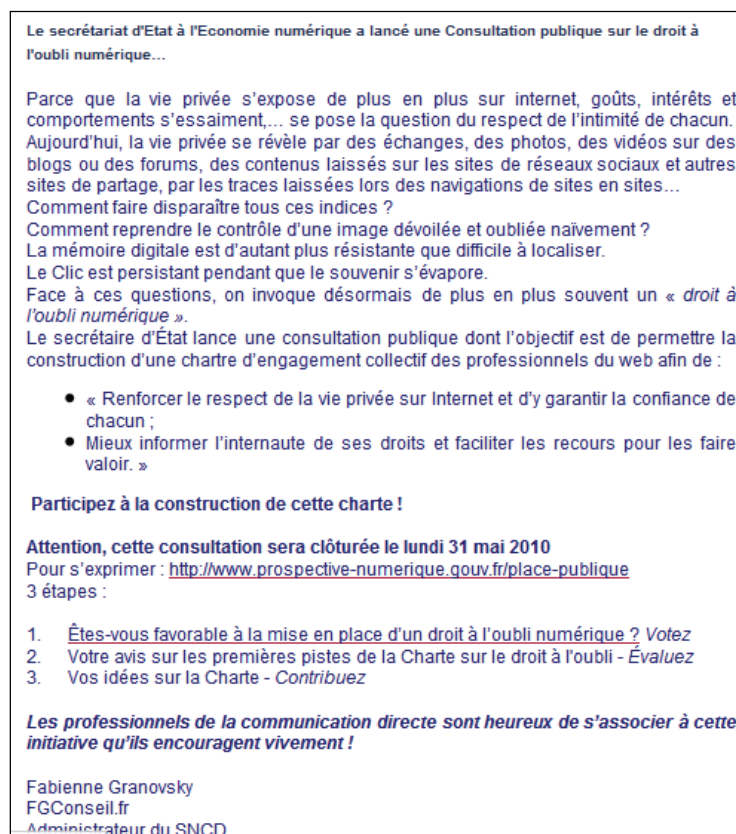 Le secrétariat d'Etat à l'Economie numérique a lancé une Consultation publique sur le droit à
l'oubli numérique…
Parce que la vie privée s'expose de plus en plus sur internet, goûts, intérêts et
comportements s'essaiment,… se pose la question du respect de l'intimité de chacun.
Aujourd'hui, la vie privée se révèle par des échanges, des photos, des vidéos sur des
blogs ou des forums, des contenus laissés sur les sites de réseaux sociaux et autres
sites de partage, par les traces laissées lors des navigations de sites en sites…
Comment faire disparaître tous ces indices ?
Comment reprendre le contrôle d'une image dévoilée et oubliée naïvement ?
La mémoire digitale est d'autant plus résistante que difficile à localiser.
Le Clic est persistant pendant que le souvenir s'évapore.
Face à ces questions, on invoque désormais de plus en plus souvent un « droit à
l'oubli numérique ».
Le secrétaire d'État lance une consultation publique dont l'objectif est de permettre la
construction d'une chartre d'engagement collectif des professionnels du web afin de :
● « Renforcer le respect de la vie privée sur Internet et d'y garantir la confiance de
chacun ;
● Mieux informer l'internaute de ses droits et faciliter les recours pour les faire
valoir. »
Participez à la construction de cette charte !
Attention, cette consultation sera clôturée le lundi 31 mai 2010
Pour s'exprimer : http://www.prospective-numerique.gouv.fr/place-publique
3 étapes :
1. Êtes-vous favorable à la mise en place d'un droit à l'oubli numérique ? Votez
2. Votre avis sur les premières pistes de la Charte sur le droit à l'oubli - Évaluez
3. Vos idées sur la Charte - Contribuez
Les professionnels de la communication directe sont heureux de s'associer à cette
initiative qu'ils encouragent vivement !
Fabienne Granovsky
FGConseil.fr
Administrateur du SNCD